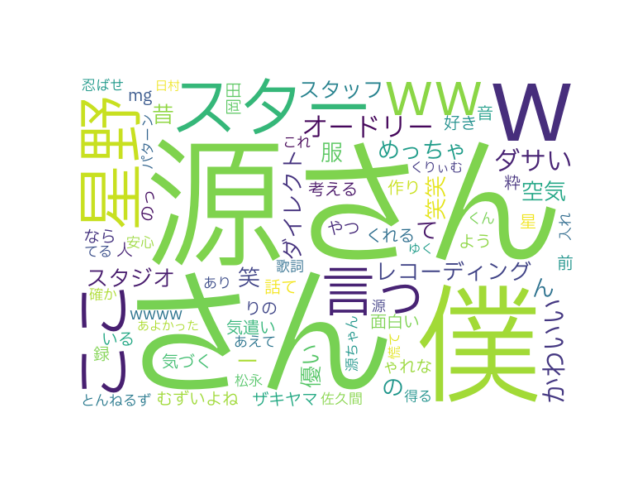 忍ばせ
日村
mg
昔
岡田
スター
スタッフ
オードリー
ww
好き
音
w
星野
パターン
のっ
源さん
これ
服
めっちゃ
ダサい
ダイレクト
くりぃむ
考える
作り
笑笑
粋
空気
やつ
くん
星
入れ
なら
てる
人
安心
くれる
て
よう
ゆく
前
スタジオ
あり
笑
歌詞
話て
言っ
レコーディング
ん
かわいい
ここ
さん
僕
確か
wwww
りの
源
面白い
あよかった
気遣い
あえて
録
いる
気づく
ー
優い
源ちゃん
慌て
ゃれな
の
得る
松永
とんねるず
むずいよね
ザキヤマ
佐久間